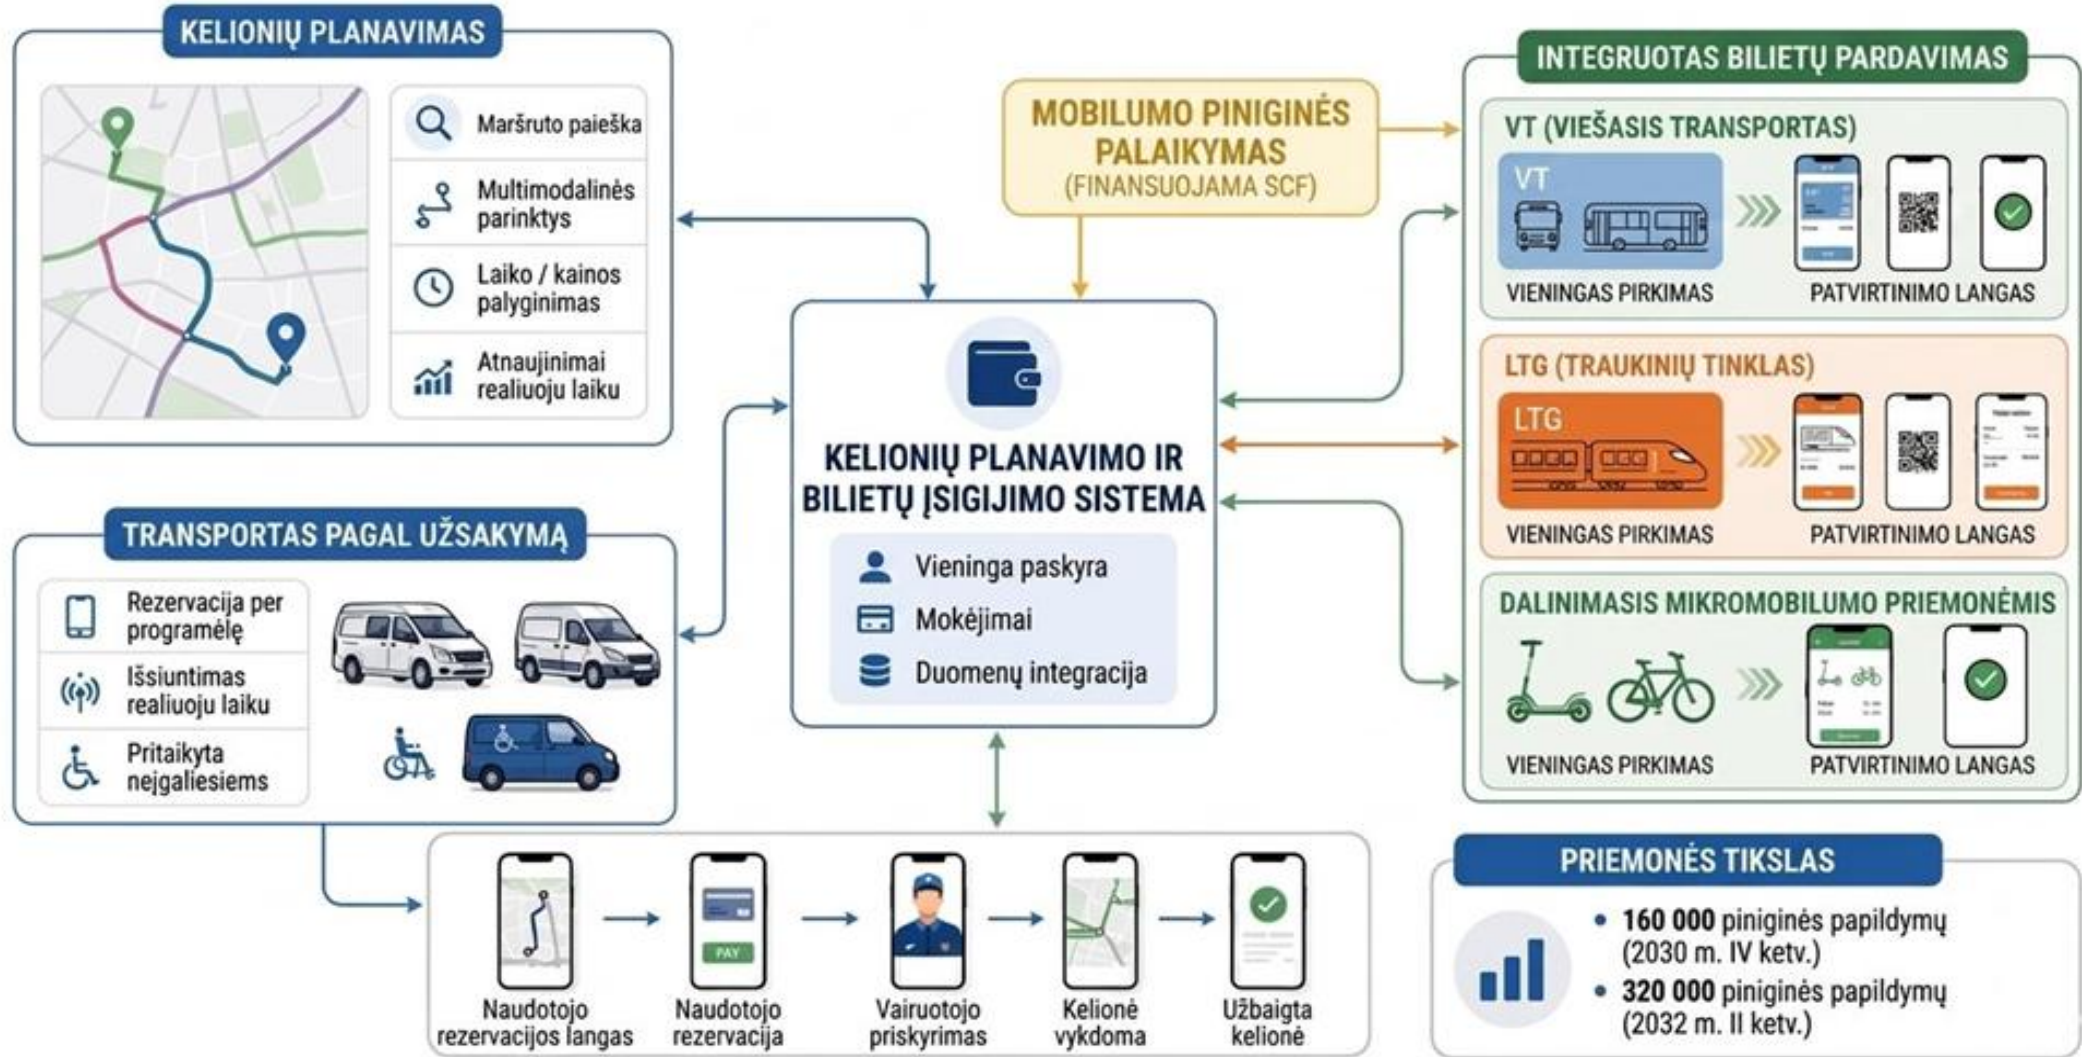 KELIONIŲ PLANAVIMAS
Maršruto paieška
Multimodalinės
parinktys
Laiko / kainos
palyginimas
Atnaujinimai
realiuoju laiku
TRANSPORTAS PAGAL UŽSAKYMĄ
Rezervacija per
programėlę
Išsiuntimas
realiuoju laiku
Pritaikyta
neįgaliesiems
MOBILUMO PINIGINĖS
PALAIKYMAS
(FINANSUOJAMA SCF)
KELIONIŲ PLANAVIMO IR
BILIETŲ ĮSIGIJIMO SISTEMA
Vieninga paskyra
Mokėjimai
Duomenų integracija
INTEGRUOTAS BILIETŲ PARDAVIMAS
VT (VIEŠASIS TRANSPORTAS)
VT
VIENINGAS PIRKIMAS
PATVIRTINIMO LANGAS
LTG (TRAUKINIŲ TINKLAS)
LTG
VIENINGAS PIRKIMAS
PATVIRTINIMO LANGAS
DALINIMASIS MIKROMOBILUMO PRIEMONĖMIS
VIENINGAS PIRKIMAS
PATVIRTINIMO LANGAS
PAY
Naudotojo
rezervacijos langas
Naudotojo
rezervacija
Vairuotojo
priskyrimas
Kelionė
vykdoma
Užbaigta
kelionė
PRIEMONĖS TIKSLAS
• 160 000 piniginės papildymų
(2030 m. IV ketv.)
• 320 000 piniginės papildymų
(2032 m. II ketv.)